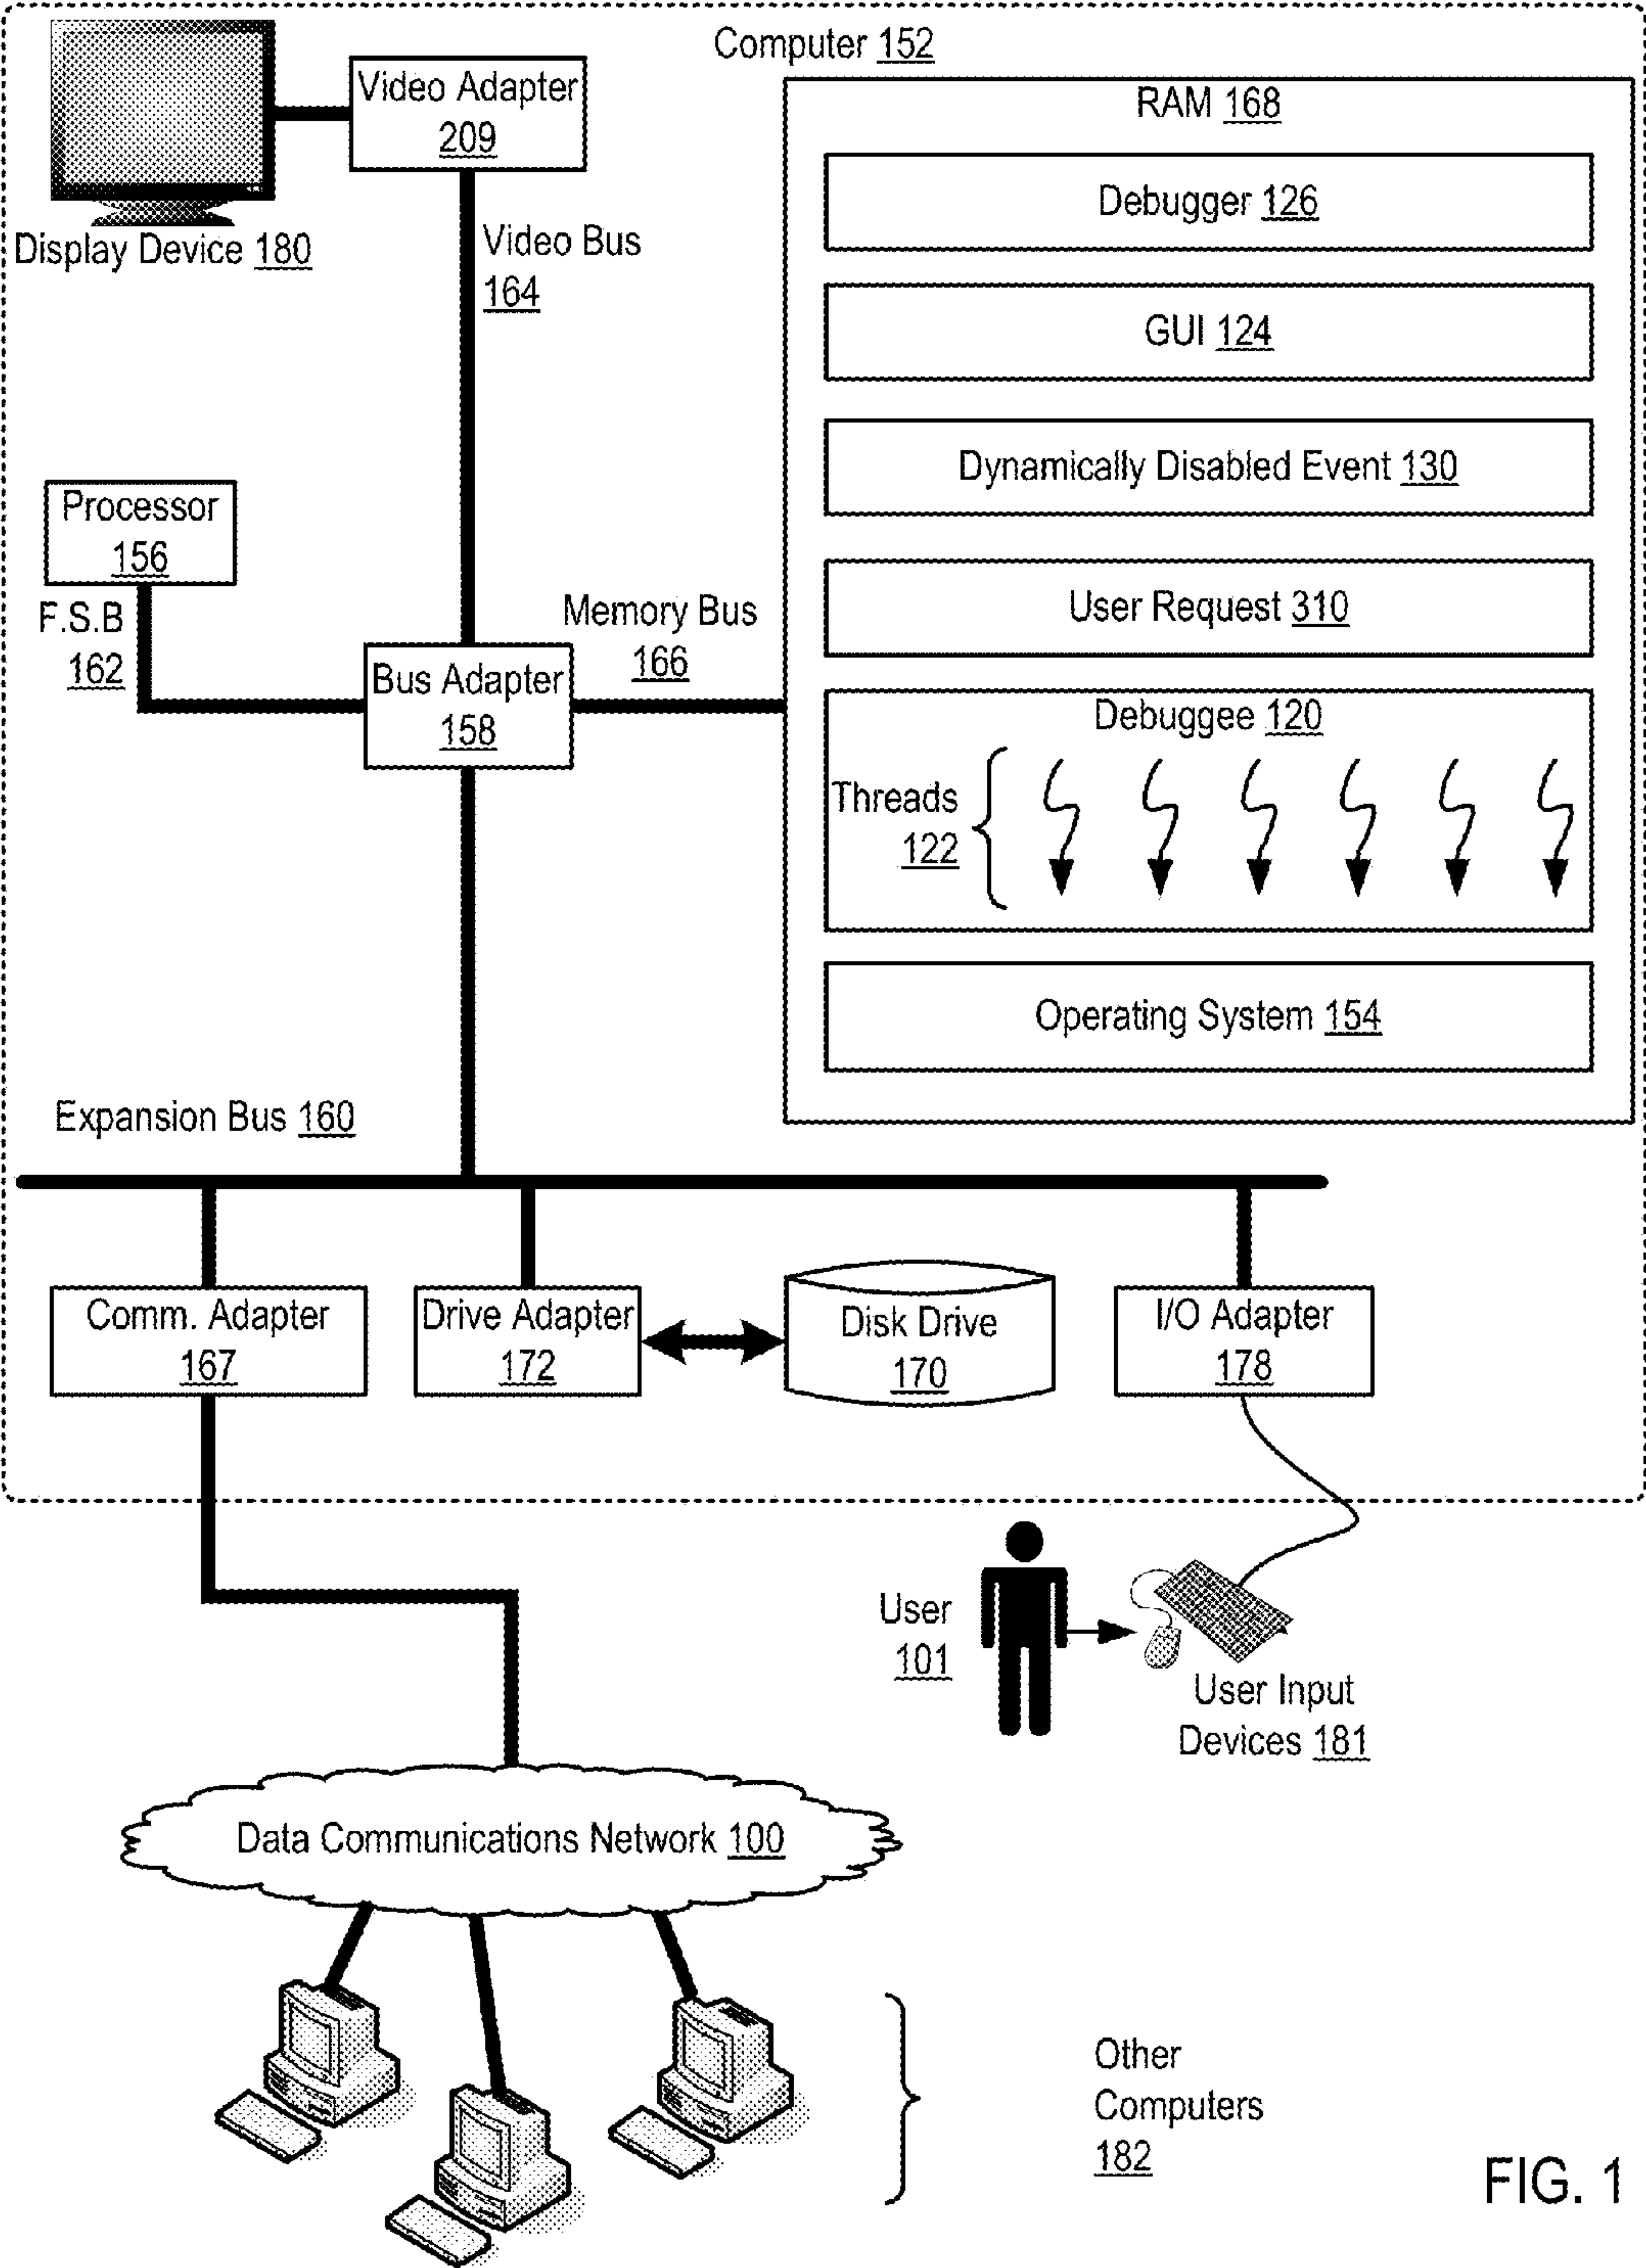 Computer 152
Video Adapter
209
Display Device 180
Video Bus
164
RAM 168
Debugger 126
GUI 124
Dynamically Disabled Event 130
User Request 310
Debuggee 120
Threads
122
Operating System 154
Processor
156
F.S.B
162
Bus Adapter
158
Memory Bus
166
Expansion Bus 160
Comm. Adapter
167
Drive Adapter
172
Disk Drive
170
I/O Adapter
178
User
101
User Input
Devices 181
Data Communications Network 100
Other
Computers
182
FIG. 1